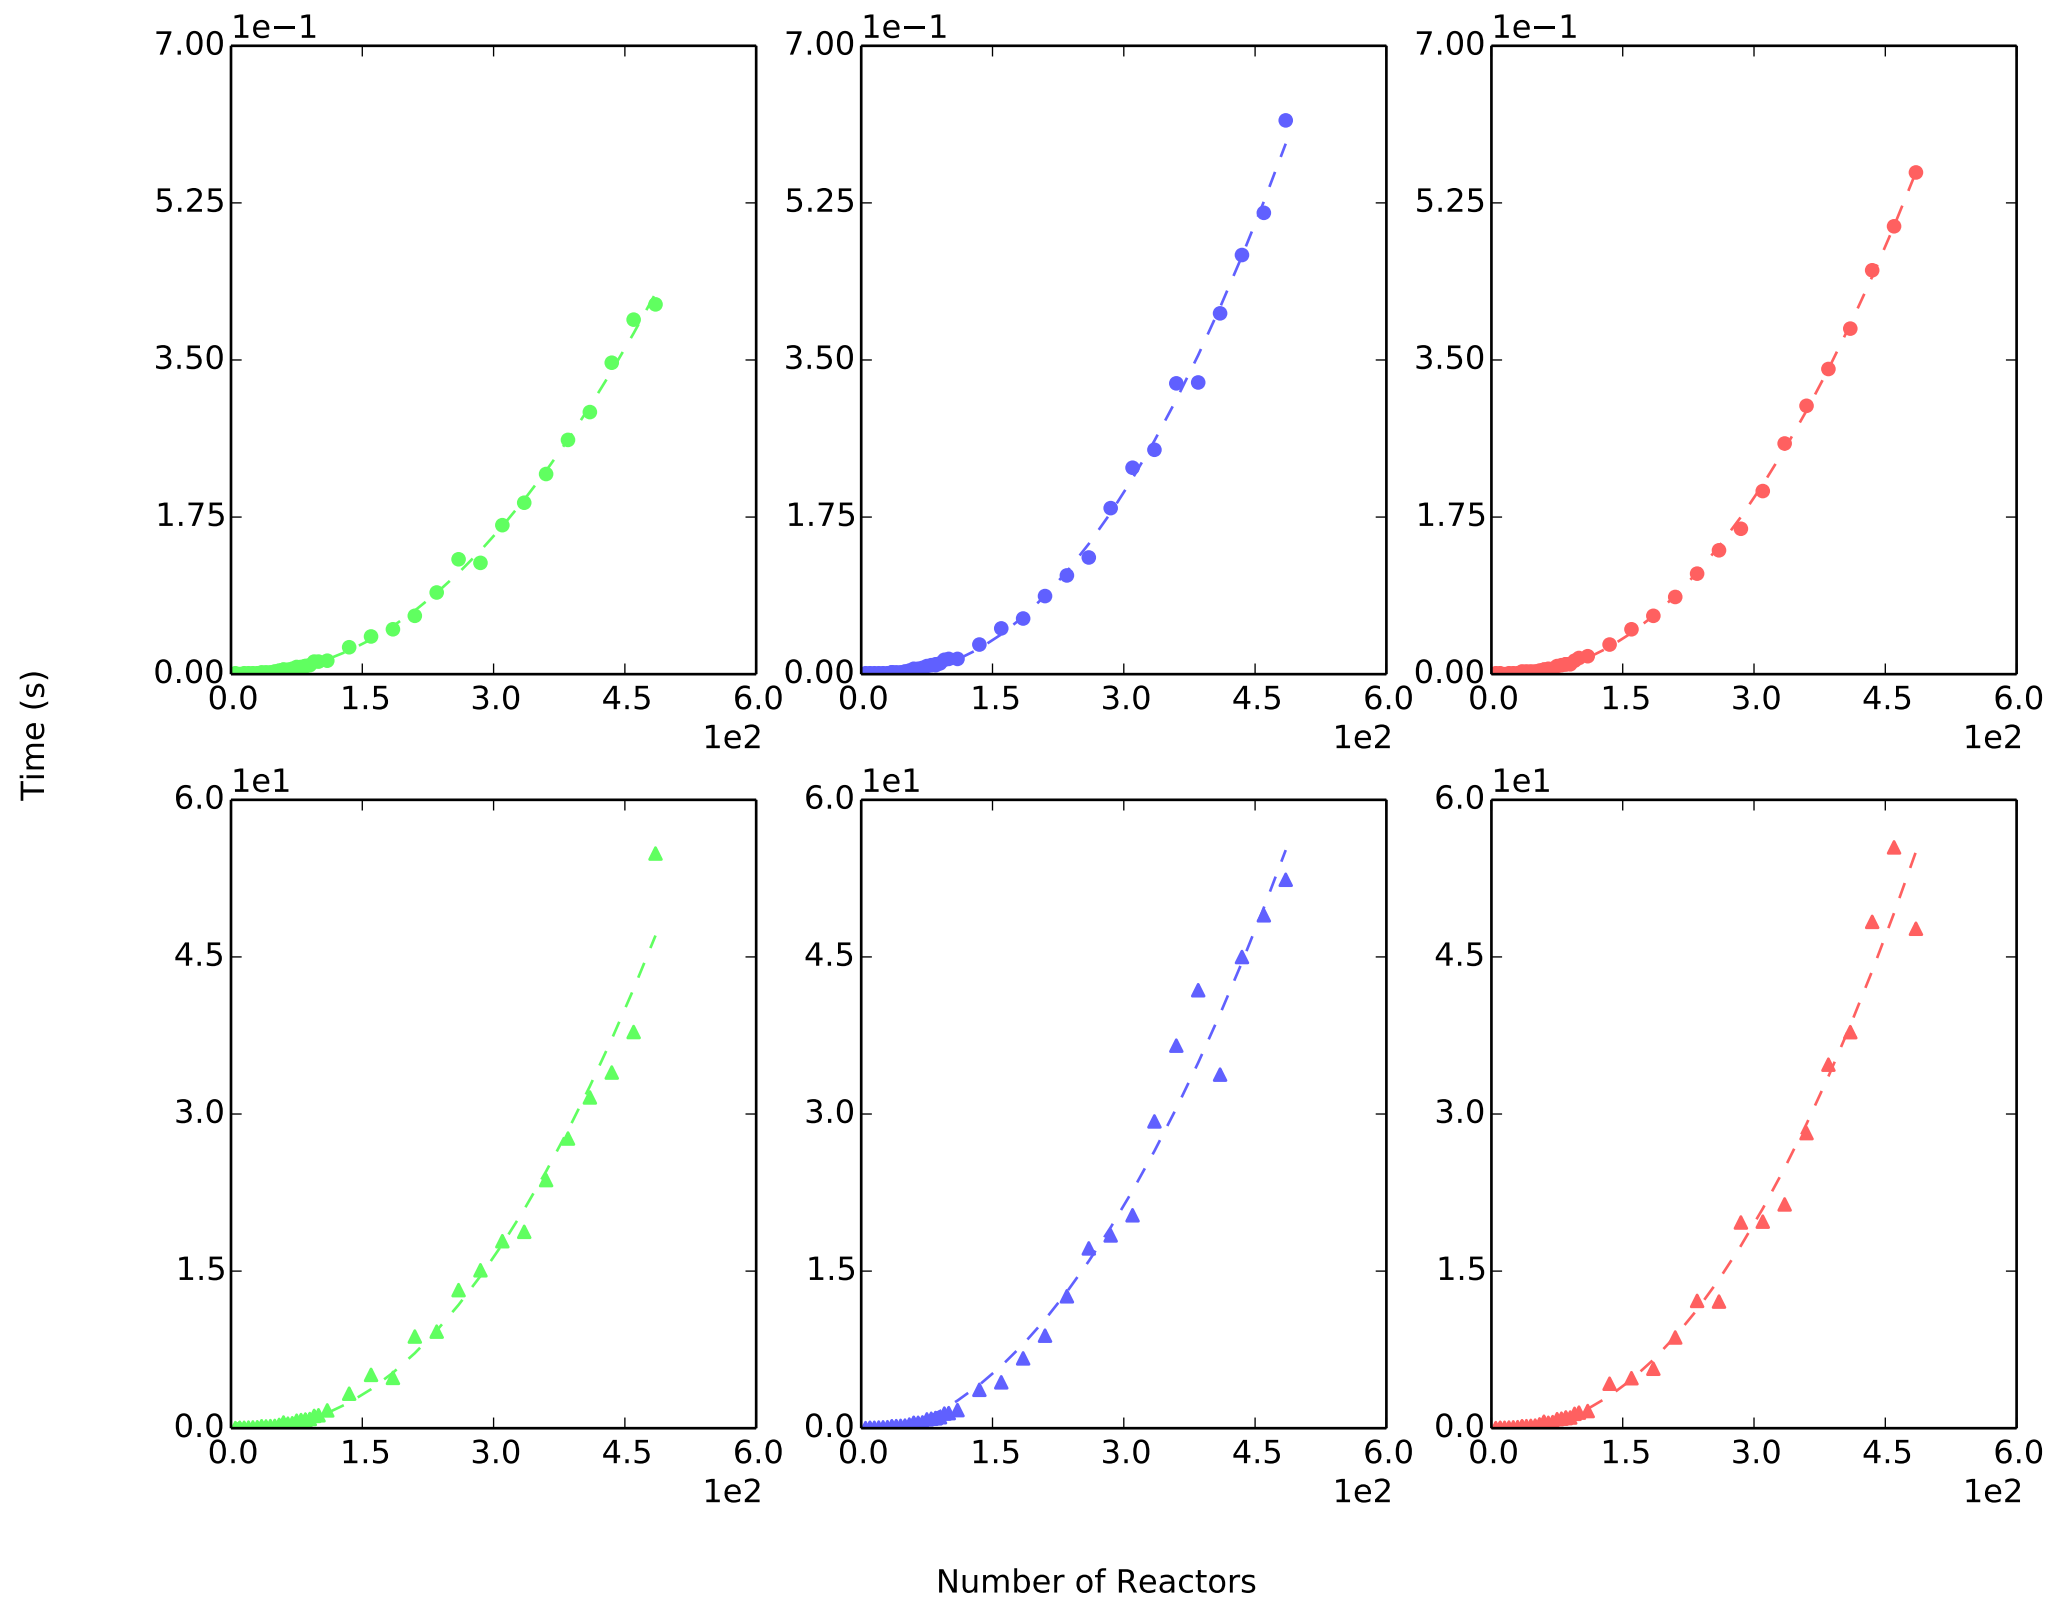 1e−1 1e−1 1e−1
7.00 7.00 7.00
5.25 5.25 5.25
3.50 3.50 3.50
1.75 1.75 1.75
0.00 0.00 0.00
0.0 1.5 3.0 4.5 6.0 0.0 1.5 3.0 4.5 6.0 0.0 1.5 3.0 4.5 6.0
1e2 1e2 1e2
Time (s)
1e1 1e1 1e1
6.0 6.0 6.0
4.5 4.5 4.5
3.0 3.0 3.0
1.5 1.5 1.5
0.0 0.0 0.0
0.0 1.5 3.0 4.5 6.0 0.0 1.5 3.0 4.5 6.0 0.0 1.5 3.0 4.5 6.0
1e2 1e2 1e2
Number of Reactors